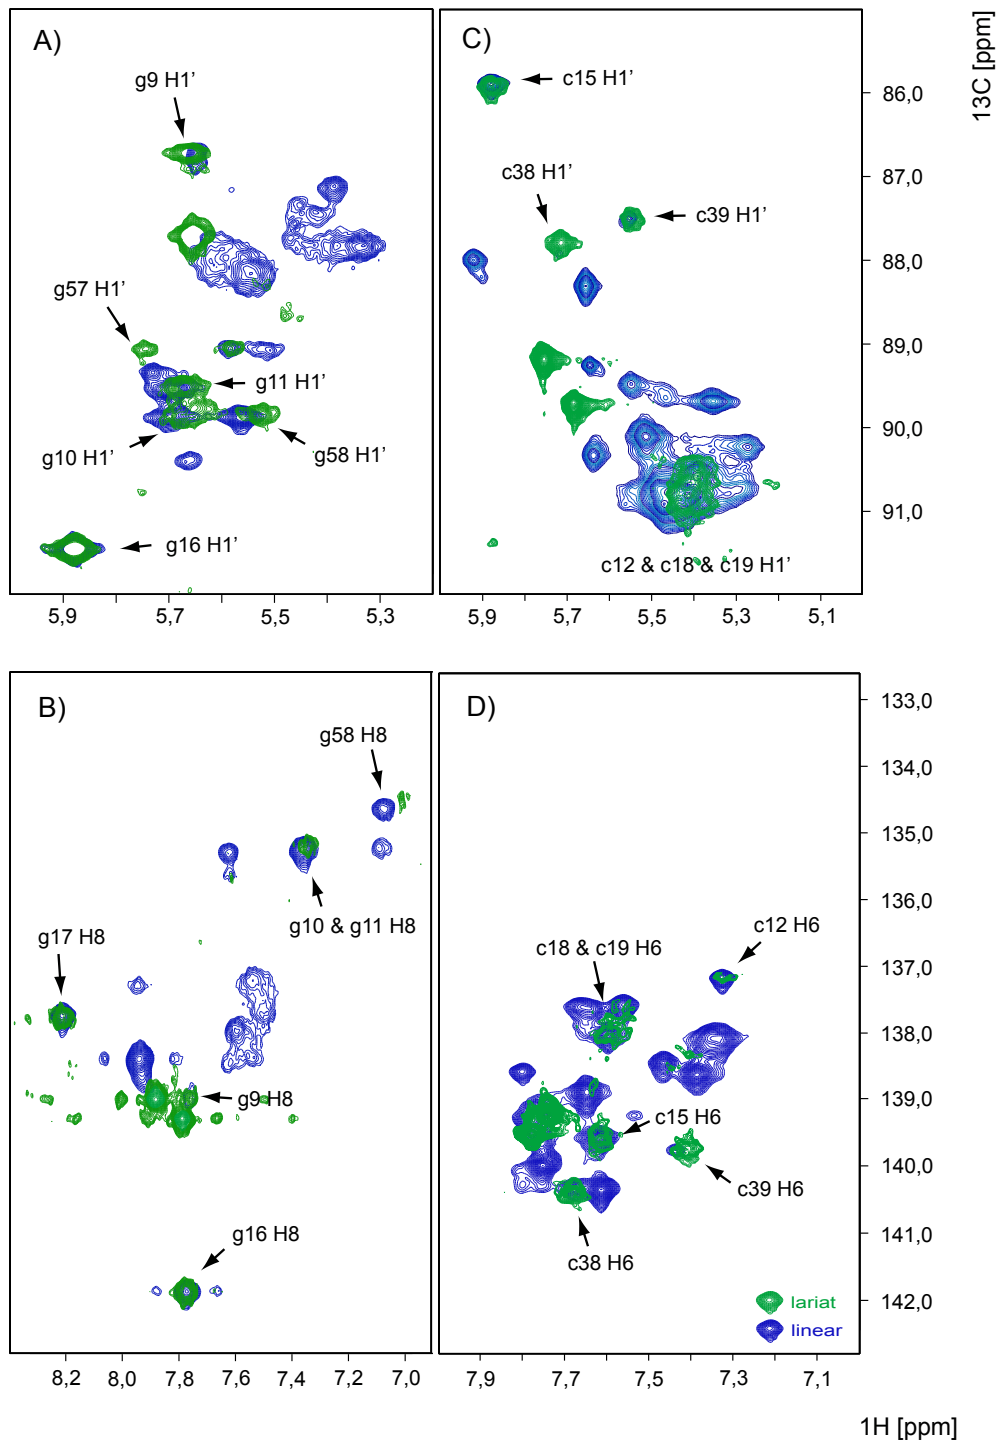 A)
g9 H1'
g57 H1'
g11 H1'
g10 H1'
g58 H1'
g16 H1'
5,9
5,7
5,5
5,3
C)
c15 H1'
c38 H1'
c39 H1'
c12 & c18 & c19 H1'
5,9
5,7
5,5
5,3
5,1
13C [ppm]
86,0
87,0
88,0
89,0
90,0
91,0
B)
g58 H8
g10 & g11 H8
g17 H8
g9 H8
g16 H8
8,2
8,0
7,8
7,6
7,4
7,2
7,0
D)
c12 H6
c18 & c19 H6
c15 H6
c39 H6
c38 H6
lariat
linear
7,9
7,7
7,5
7,3
7,1
133,0
134,0
135,0
136,0
137,0
138,0
139,0
140,0
141,0
142,0
1H [ppm]